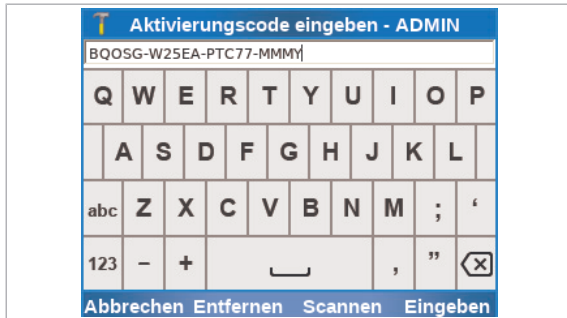 Aktivierungscode eingeben - ADMIN
BQOSG-W25EA-PTC77-MMMY
Q W E R T Y U I O P
A S D F G H J K L
abc Z X C V B N M ; ‘
123 – + , ”
Abbrechen Entfernen Scannen Eingeben